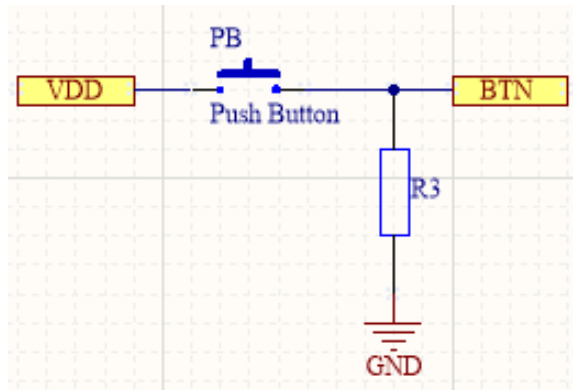 PB
VDD
BTN
Push Button
R3
GND